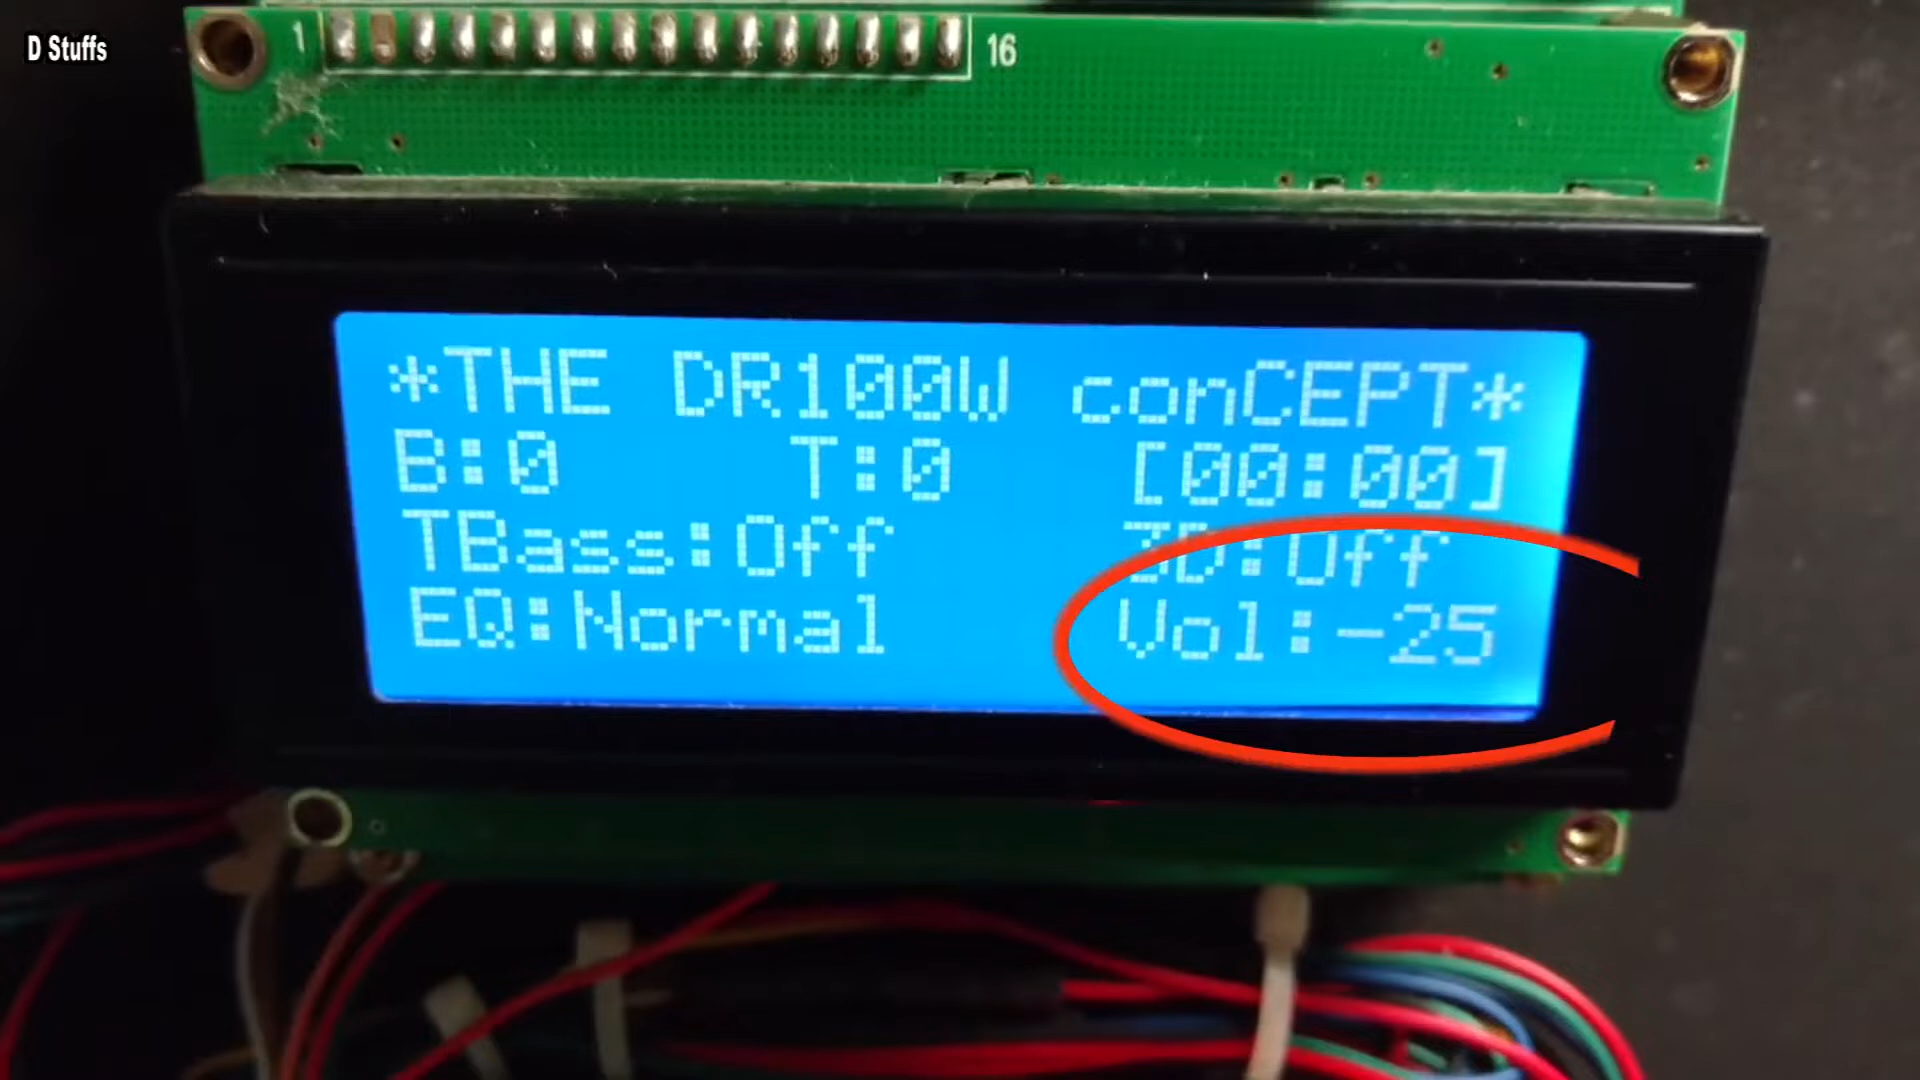 D Stuffs
1 16
*THE DR100W conCEPT*
B:0 T:0 [00:00]
TBass:Off 3D:Off
EQ:Normal Vol:-25